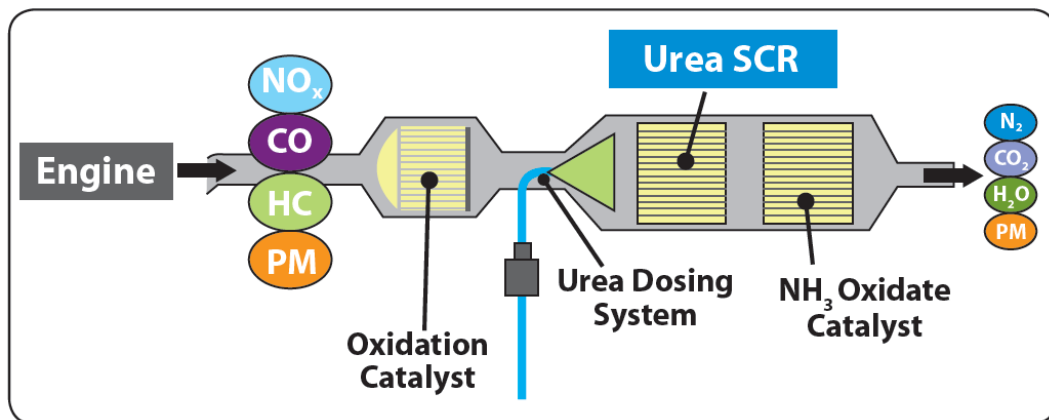 Urea SCR
Engine
NOx
CO
HC
PM
N₂
CO₂
H₂O
PM
Oxidation
Catalyst
Urea Dosing
System
NH₃ Oxidate
Catalyst